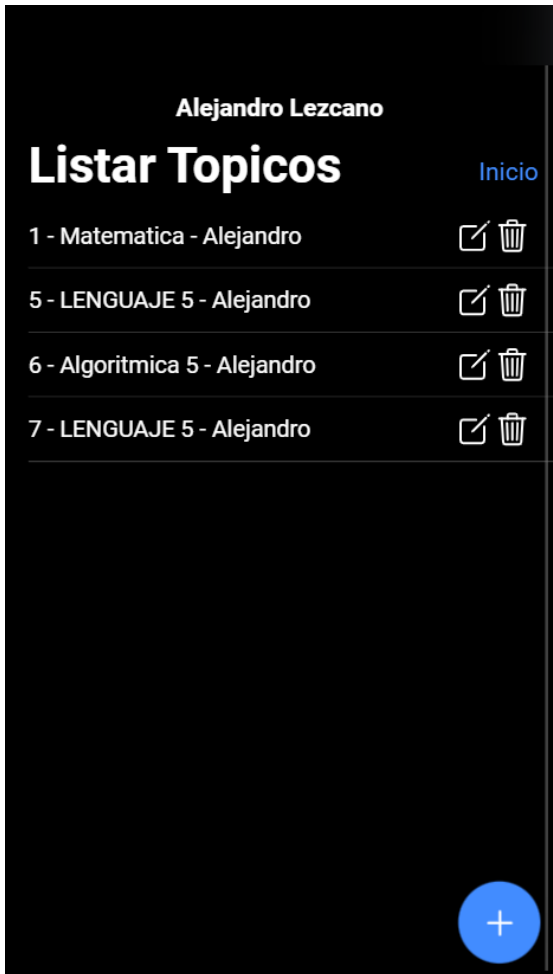 Alejandro Lezcano
Listar Topicos
Inicio
1 - Matematica - Alejandro
5 - LENGUAJE 5 - Alejandro
6 - Algoritmica 5 - Alejandro
7 - LENGUAJE 5 - Alejandro